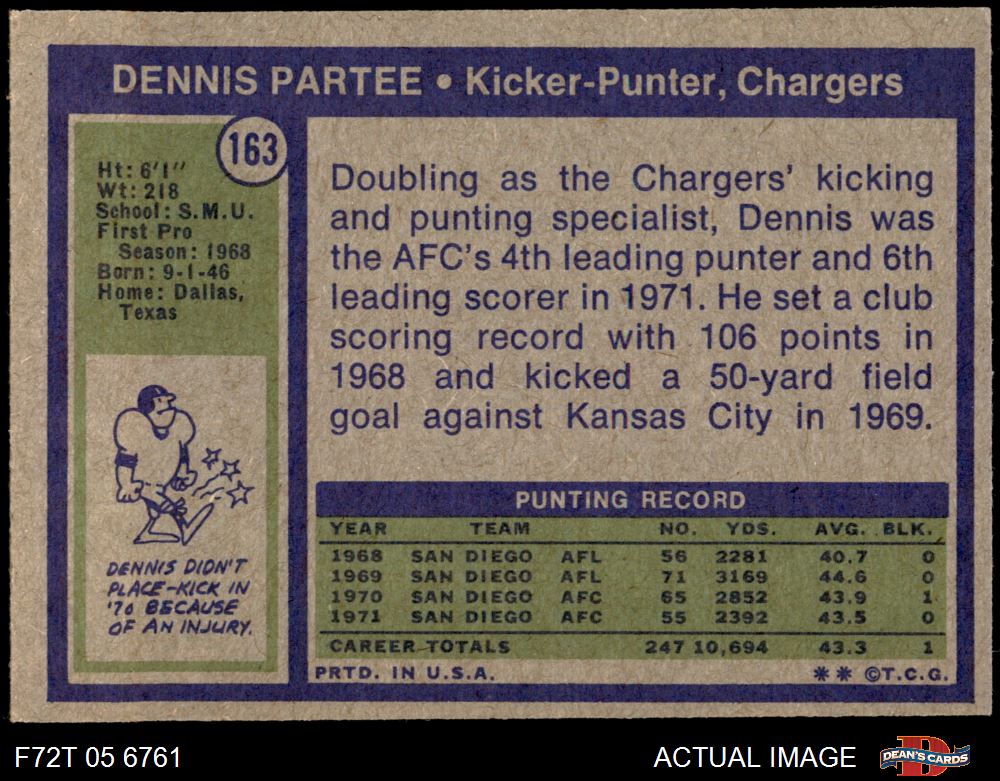 DENNIS PARTEE • Kicker-Punter, Chargers
163
Ht: 6'1"
Wt: 218
School: S.M.U.
First Pro
Season: 1968
Born: 9-1-46
Home: Dallas,
Texas
DENNIS DIDN'T
PLACE-KICK IN
'70 BECAUSE
OF AN INJURY.
Doubling as the Chargers' kicking
and punting specialist, Dennis was
the AFC's 4th leading punter and 6th
leading scorer in 1971. He set a club
scoring record with 106 points in
1968 and kicked a 50-yard field
goal against Kansas City in 1969.
PUNTING RECORD
YEAR TEAM NO. YDS. AVG. BLK.
1968 SAN DIEGO AFL 56 2281 40.7 0
1969 SAN DIEGO AFL 71 3169 44.6 0
1970 SAN DIEGO AFC 65 2852 43.9 1
1971 SAN DIEGO AFC 55 2392 43.5 0
CAREER TOTALS 247 10,694 43.3 1
PRTD. IN U.S.A. ** ©T.C.G.
F72T 05 6761 ACTUAL IMAGE DEAN'S CARDS